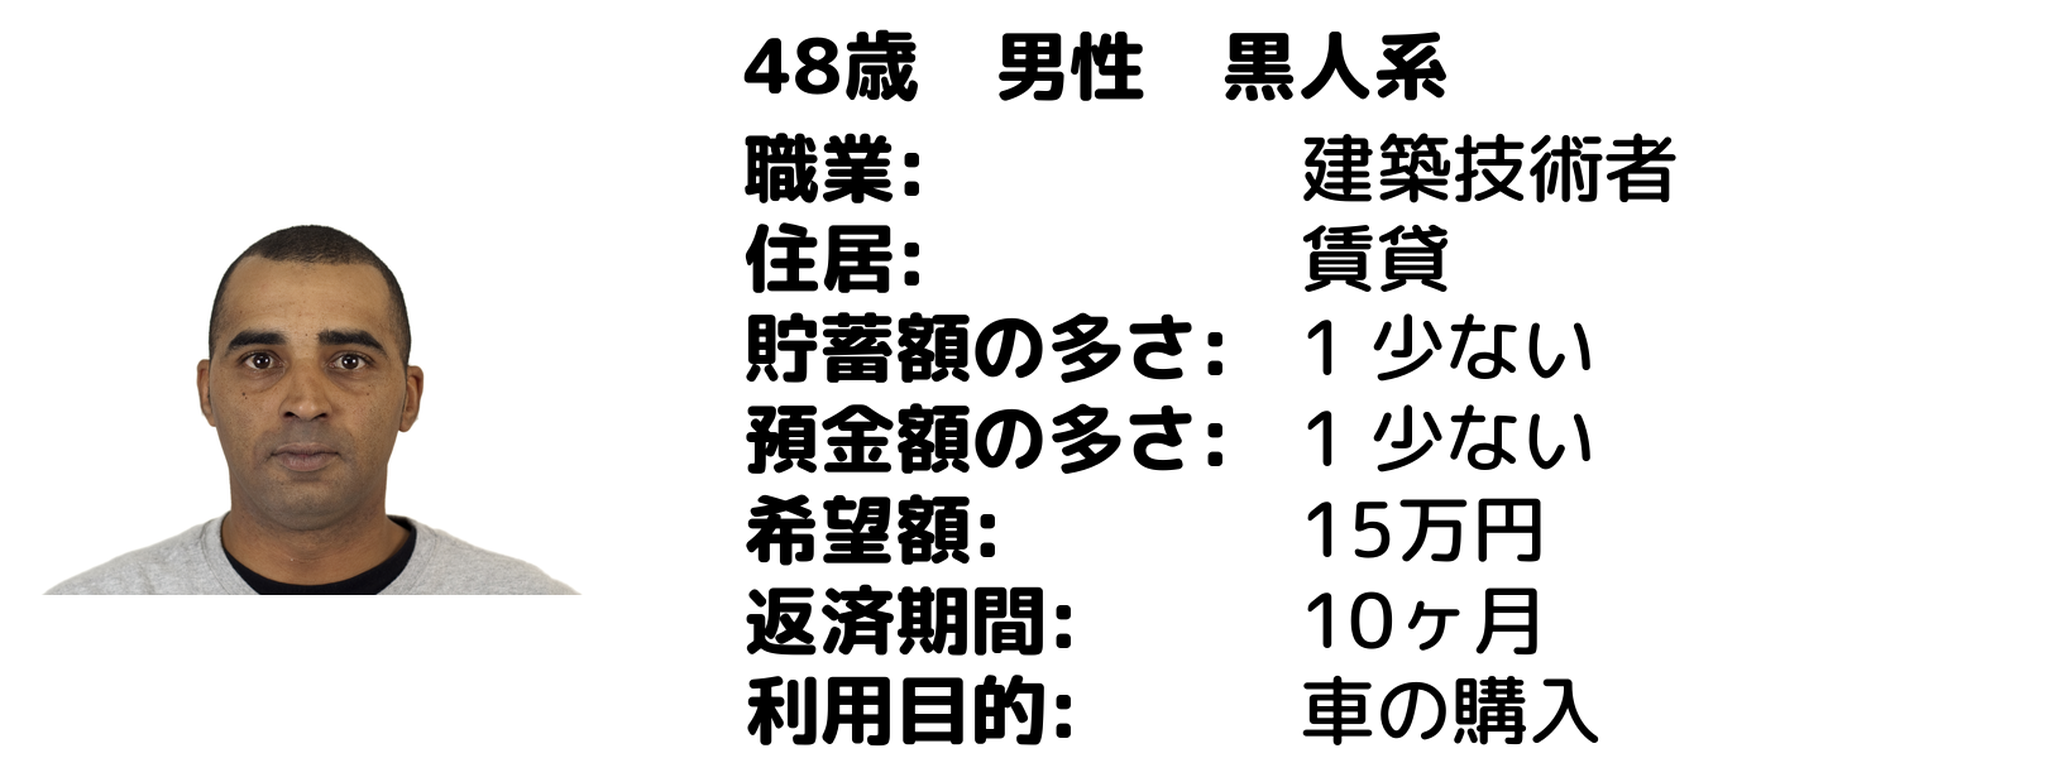 48歳　男性　黒人系
職業: 建築技術者
住居: 賃貸
貯蓄額の多さ: 1 少ない
預金額の多さ: 1 少ない
希望額: 15万円
返済期間: 10ヶ月
利用目的: 車の購入